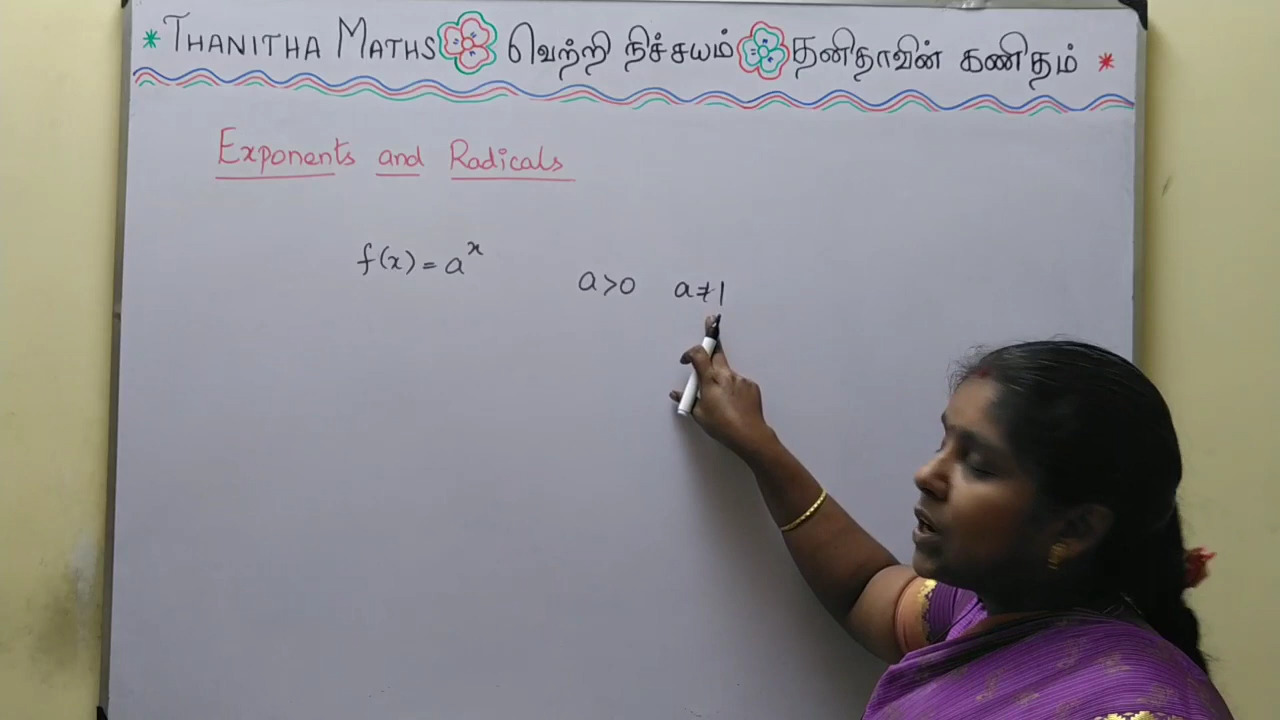 * THANITHA MATHS வெற்றி நிச்சயம் தனிதாவின் கணிதம் *
Exponents and Radicals
f(x) = a^x
a>0 a≠1